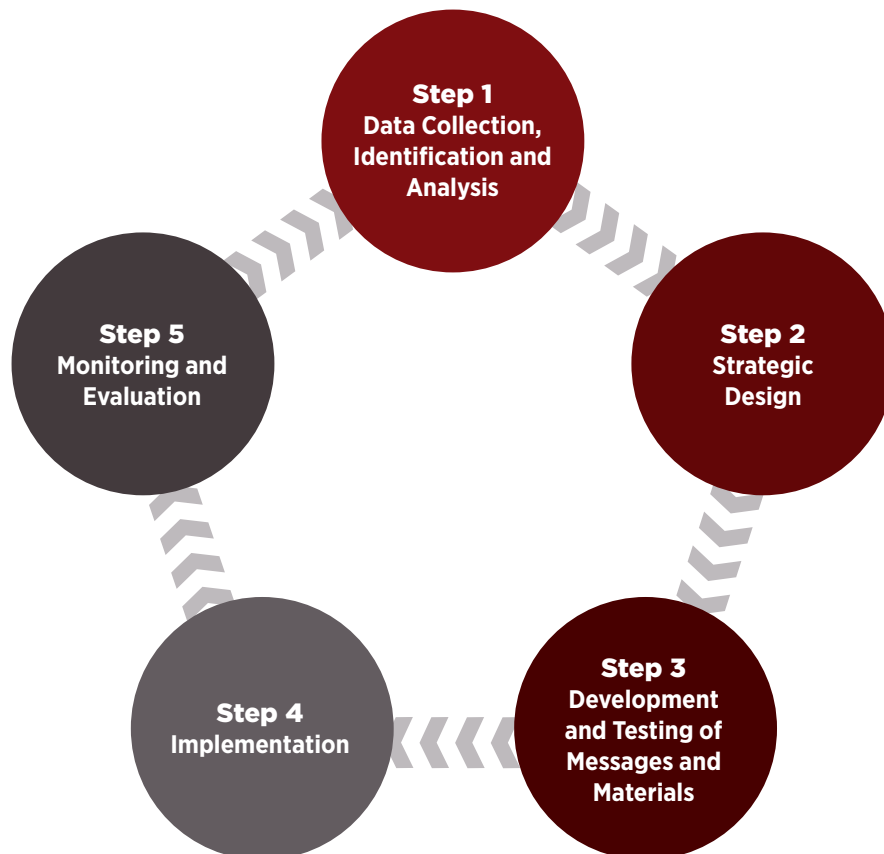 Step 1
Data Collection,
Identification and
Analysis
Step 2
Strategic
Design
Step 3
Development
and Testing of
Messages and
Materials
Step 4
Implementation
Step 5
Monitoring and
Evaluation